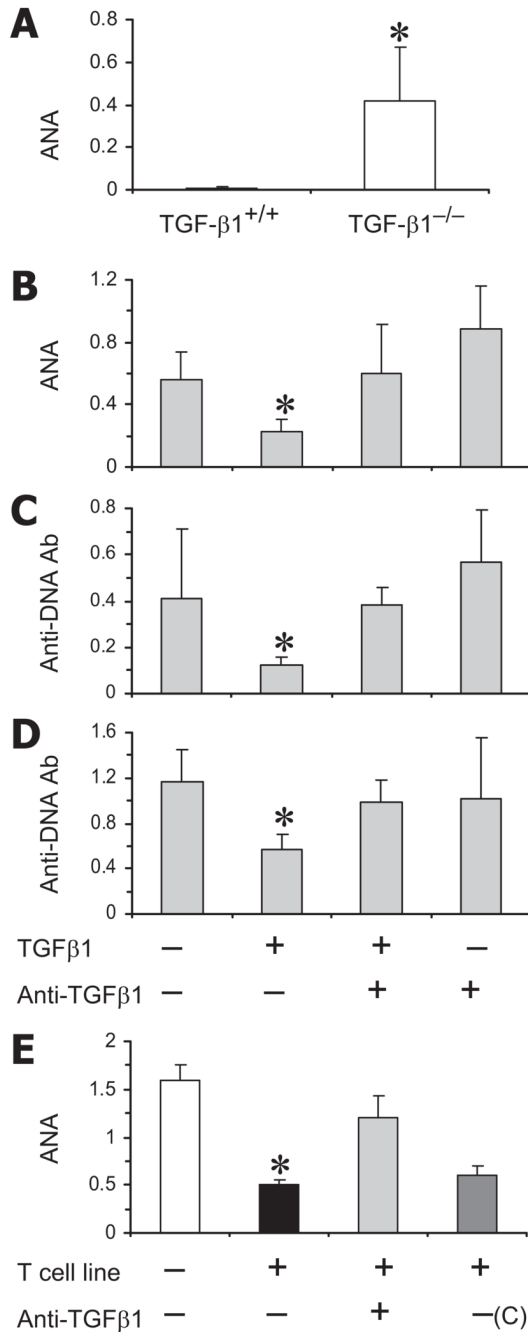 A
0.8
0.6
0.4
0.2
0
ANA
*
TGF-β1+/+ TGF-β1–/–
B
1.2
0.8
0.4
0
ANA
*
C
0.8
0.6
0.4
0.2
0
Anti-DNA Ab
*
D
1.6
1.2
0.8
0.4
0
Anti-DNA Ab
*
TGFβ1 – + + –
Anti-TGFβ1 – – + +
E
2
1.5
1
0.5
0
ANA
*
T cell line – + + +
Anti-TGFβ1 – – + –(C)